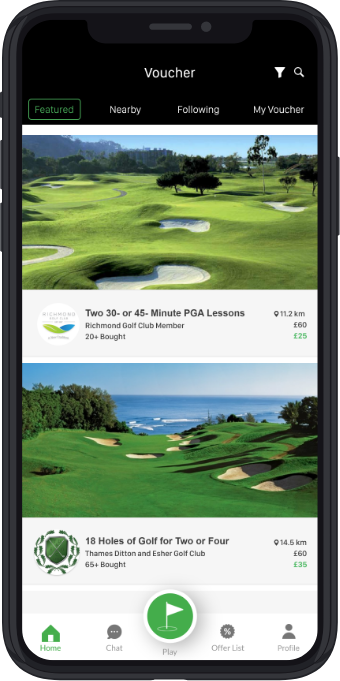 Voucher
Featured Nearby Following My Voucher
RICHMOND
Two 30- or 45- Minute PGA Lessons 11.2 km
Richmond Golf Club Member £60
20+ Bought £25
18 Holes of Golf for Two or Four 14.5 km
Thames Ditton and Esher Golf Club £60
65+ Bought £35
Home Chat Play Offer List Profile